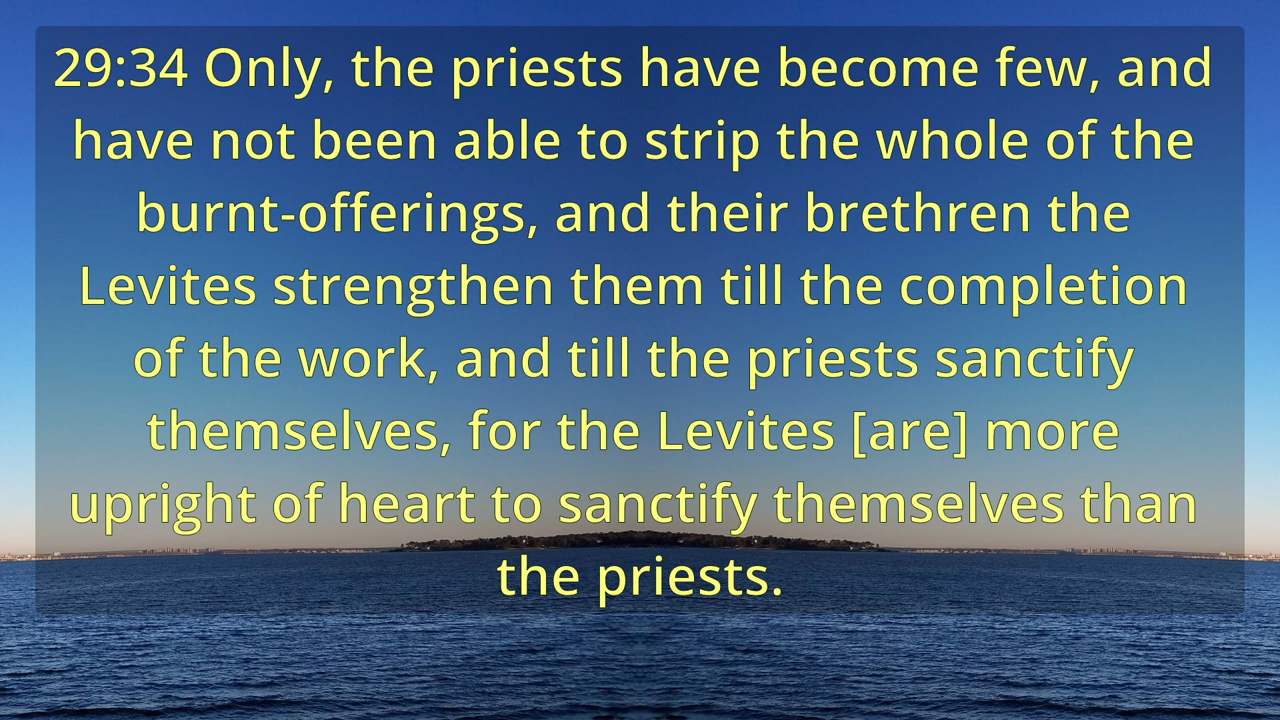 29:34 Only, the priests have become few, and
have not been able to strip the whole of the
burnt-offerings, and their brethren the
Levites strengthen them till the completion
of the work, and till the priests sanctify
themselves, for the Levites [are] more
upright of heart to sanctify themselves than
the priests.